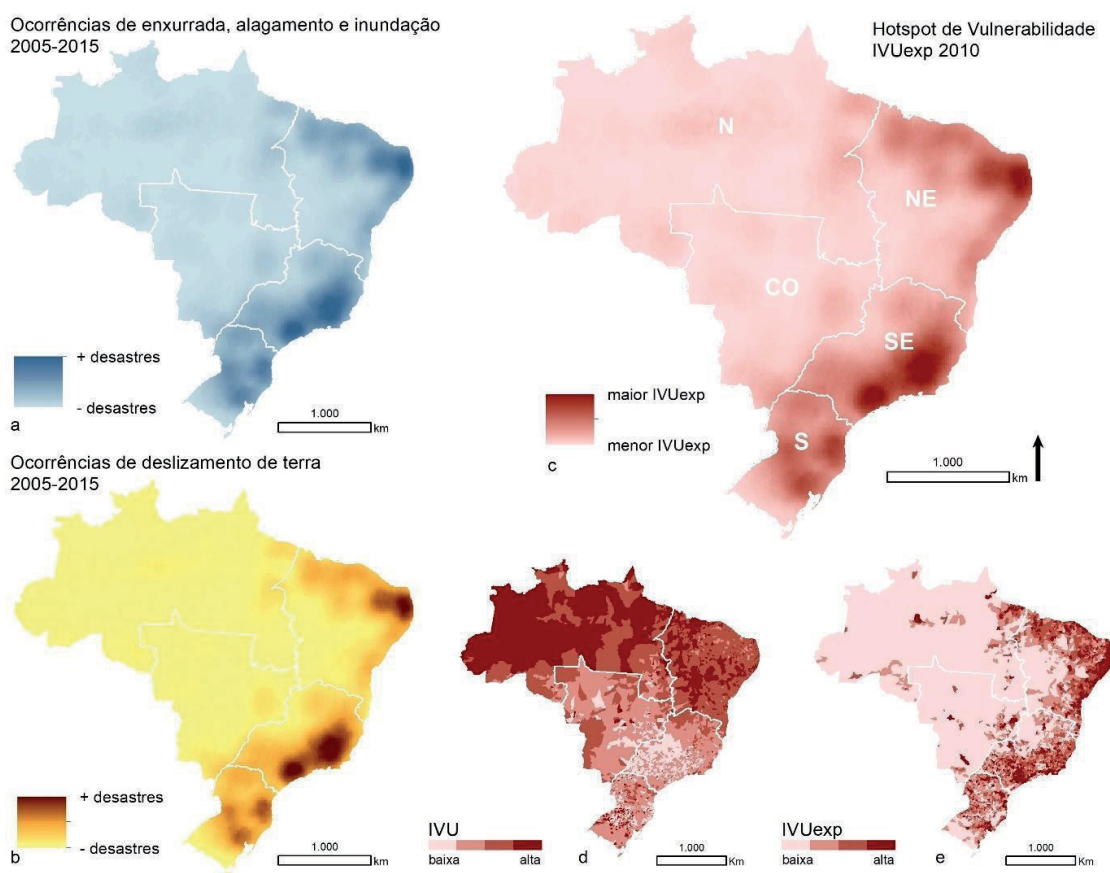 Ocorrências de enxurrada, alagamento e inundação
2005-2015
+ desastres
- desastres
a
1.000
km
Hotspot de Vulnerabilidade
IVUexp 2010
N
NE
CO
SE
S
maior IVUexp
menor IVUexp
c
1.000
km
Ocorrências de deslizamento de terra
2005-2015
+ desastres
- desastres
b
1.000
km
IVU
baixa alta
d
1.000
Km
IVUexp
baixa alta
e
1.000
Km